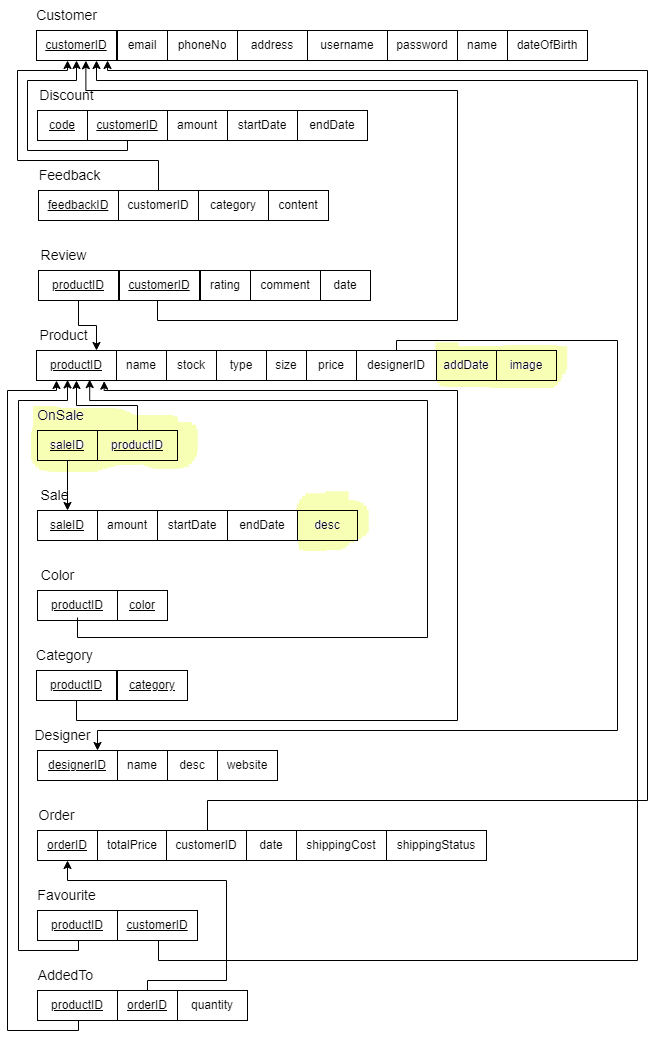 Customer
customerID email phoneNo address username password name dateOfBirth
Discount
code customerID amount startDate endDate
Feedback
feedbackID customerID category content
Review
productID customerID rating comment date
Product
productID name stock type size price designerID addDate image
OnSale
saleID productID
Sale
saleID amount startDate endDate desc
Color
productID color
Category
productID category
Designer
designerID name desc website
Order
orderID totalPrice customerID date shippingCost shippingStatus
Favourite
productID customerID
AddedTo
productID orderID quantity